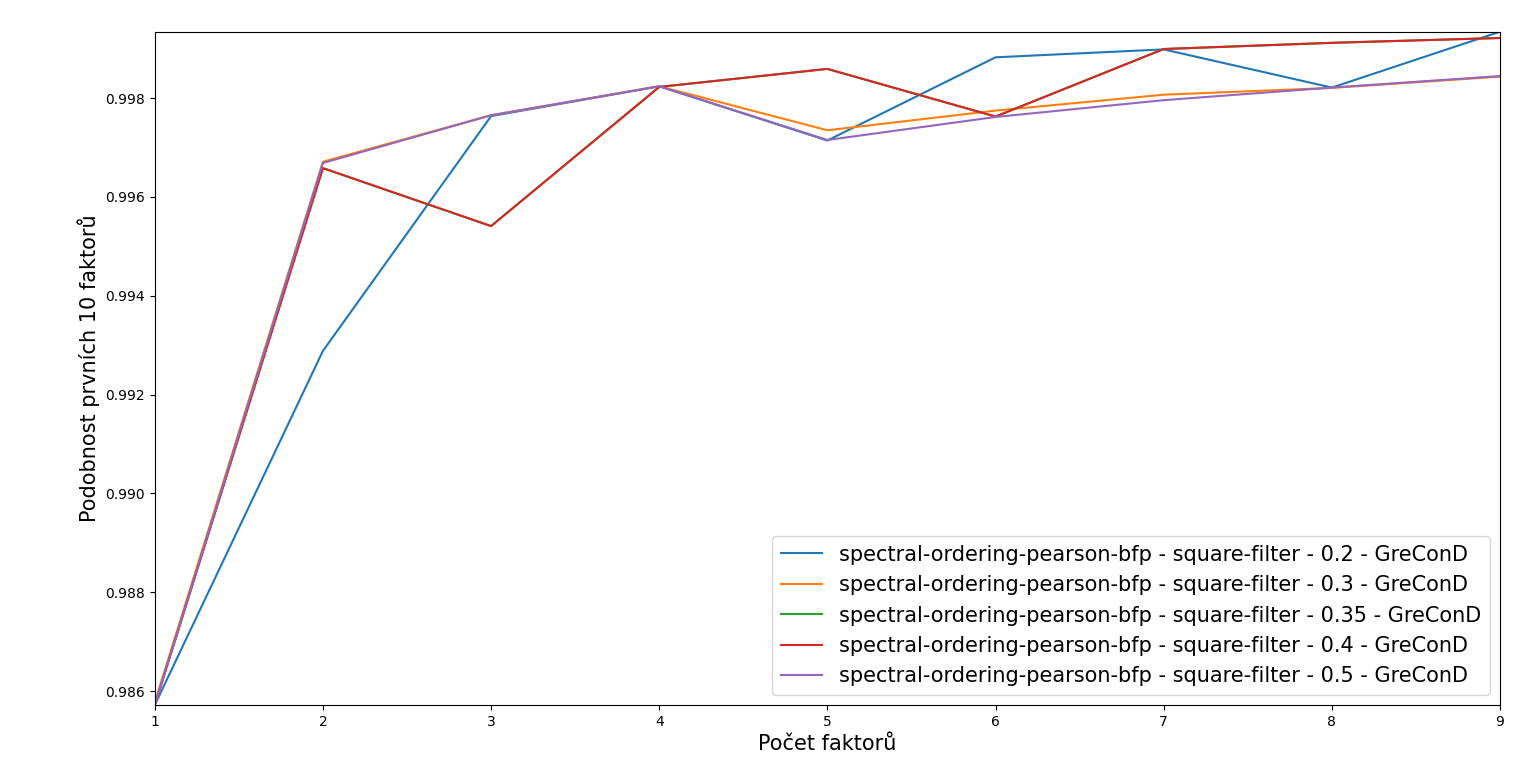 Podobnost prvních 10 faktorů
0.998
0.996
0.994
0.992
0.990
0.988
0.986
1 2 3 4 5 6 7 8 9
Počet faktorů
spectral-ordering-pearson-bfp - square-filter - 0.2 - GreConD
spectral-ordering-pearson-bfp - square-filter - 0.3 - GreConD
spectral-ordering-pearson-bfp - square-filter - 0.35 - GreConD
spectral-ordering-pearson-bfp - square-filter - 0.4 - GreConD
spectral-ordering-pearson-bfp - square-filter - 0.5 - GreConD